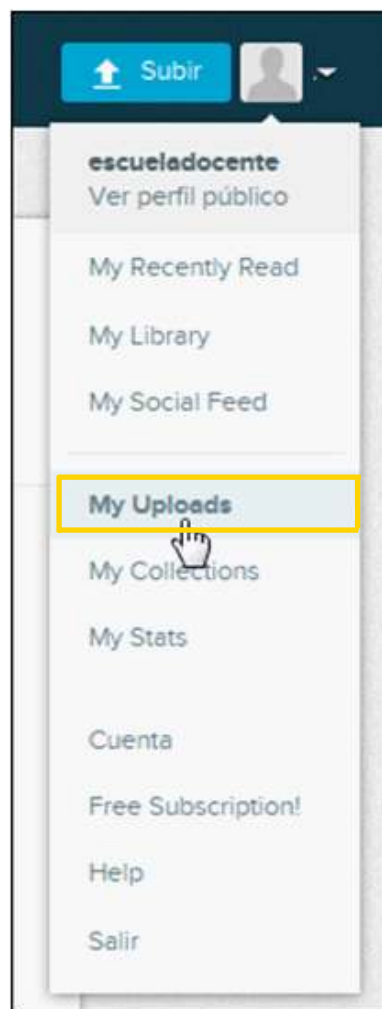 Subir
escueladocente
Ver perfil público
My Recently Read
My Library
My Social Feed
My Uploads
My Collections
My Stats
Cuenta
Free Subscription!
Help
Salir